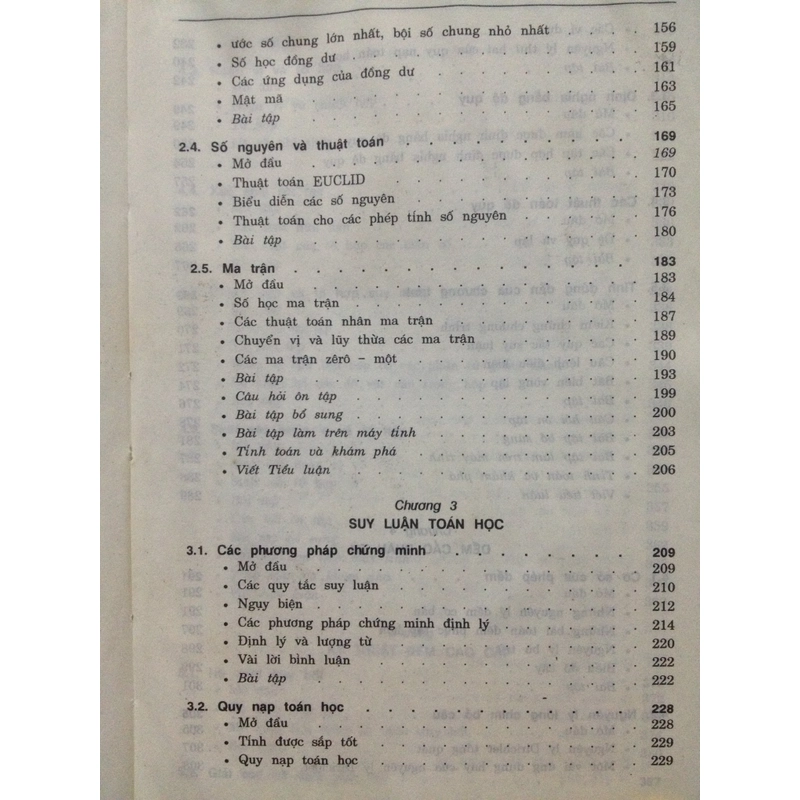 • ước số chung lớn nhất, bội số chung nhỏ nhất . . . 156
• Số học đồng dư . . . 159
• Các ứng dụng của đồng dư . . . 161
• Mật mã . . . 163
• Bài tập . . . 165
2.4. Số nguyên và thuật toán . . . 169
• Mở đầu . . . 169
• Thuật toán EUCLID . . . 170
• Biểu diễn các số nguyên . . . 173
• Thuật toán cho các phép tính số nguyên . . . 176
• Bài tập . . . 180
2.5. Ma trận . . . 183
• Mở đầu . . . 183
• Số học ma trận . . . 184
• Các thuật toán nhân ma trận . . . 187
• Chuyển vị và lũy thừa các ma trận . . . 189
• Các ma trận zêrô – một . . . 190
• Bài tập . . . 193
• Câu hỏi ôn tập . . . 199
• Bài tập bổ sung . . . 200
• Bài tập làm trên máy tính . . . 203
• Tính toán và khám phá . . . 205
• Viết Tiểu luận . . . 206
Chương 3
SUY LUẬN TOÁN HỌC
3.1. Các phương pháp chứng minh . . . 209
• Mở đầu . . . 209
• Các quy tắc suy luận . . . 210
• Ngụy biện . . . 212
• Các phương pháp chứng minh định lý . . . 214
• Định lý và lượng từ . . . 220
• Vài lời bình luận . . . 222
• Bài tập . . . 222
3.2. Quy nạp toán học . . . 228
• Mở đầu . . . 228
• Tính được sắp tốt . . . 229
• Quy nạp toán học . . . 229